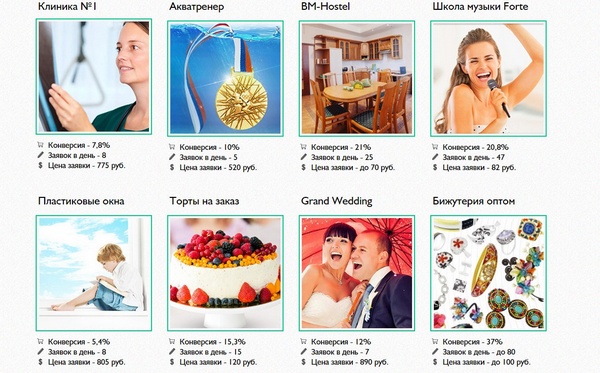 Клиника №1
Акватренер
BM-Hostel
Школа музыки Forte
Конверсия - 7,8%
Заявок в день - 8
Цена заявки - 775 руб.
Конверсия - 10%
Заявок в день - 5
Цена заявки - 520 руб.
Конверсия - 21%
Заявок в день - 25
Цена заявки - до 70 руб.
Конверсия - 20,8%
Заявок в день - 47
Цена заявки - 82 руб.
Пластиковые окна
Торты на заказ
Grand Wedding
Бижутерия оптом
Конверсия - 5,4%
Заявок в день - 8
Цена заявки - 805 руб.
Конверсия - 15,3%
Заявок в день - 15
Цена заявки - 120 руб.
Конверсия - 12%
Заявок в день - 7
Цена заявки - 890 руб.
Конверсия - 37%
Заявок в день - до 80
Цена заявки - до 100 руб.